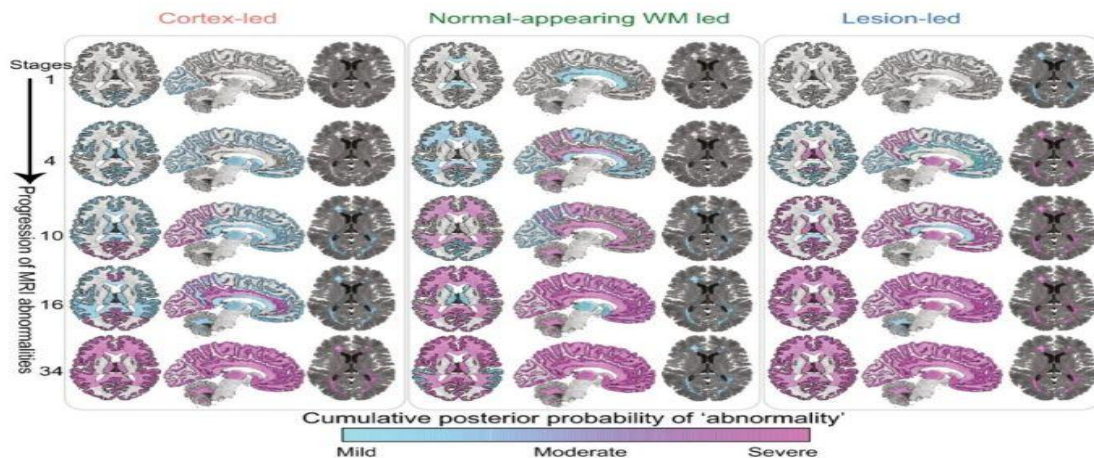 Cortex-led Normal-appearing WM led Lesion-led
Stages
1
4
10
16
34
Progression of MRI abnormalities
Cumulative posterior probability of ‘abnormality’
Mild Moderate Severe